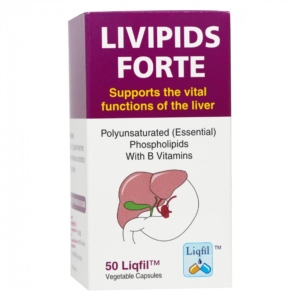 LIVIPIDS
FORTE
Supports the vital
functions of the liver
Polyunsaturated (Essential)
Phospholipids
With B Vitamins
50 Liqfil™
Vegetable Capsules
Liqfil™